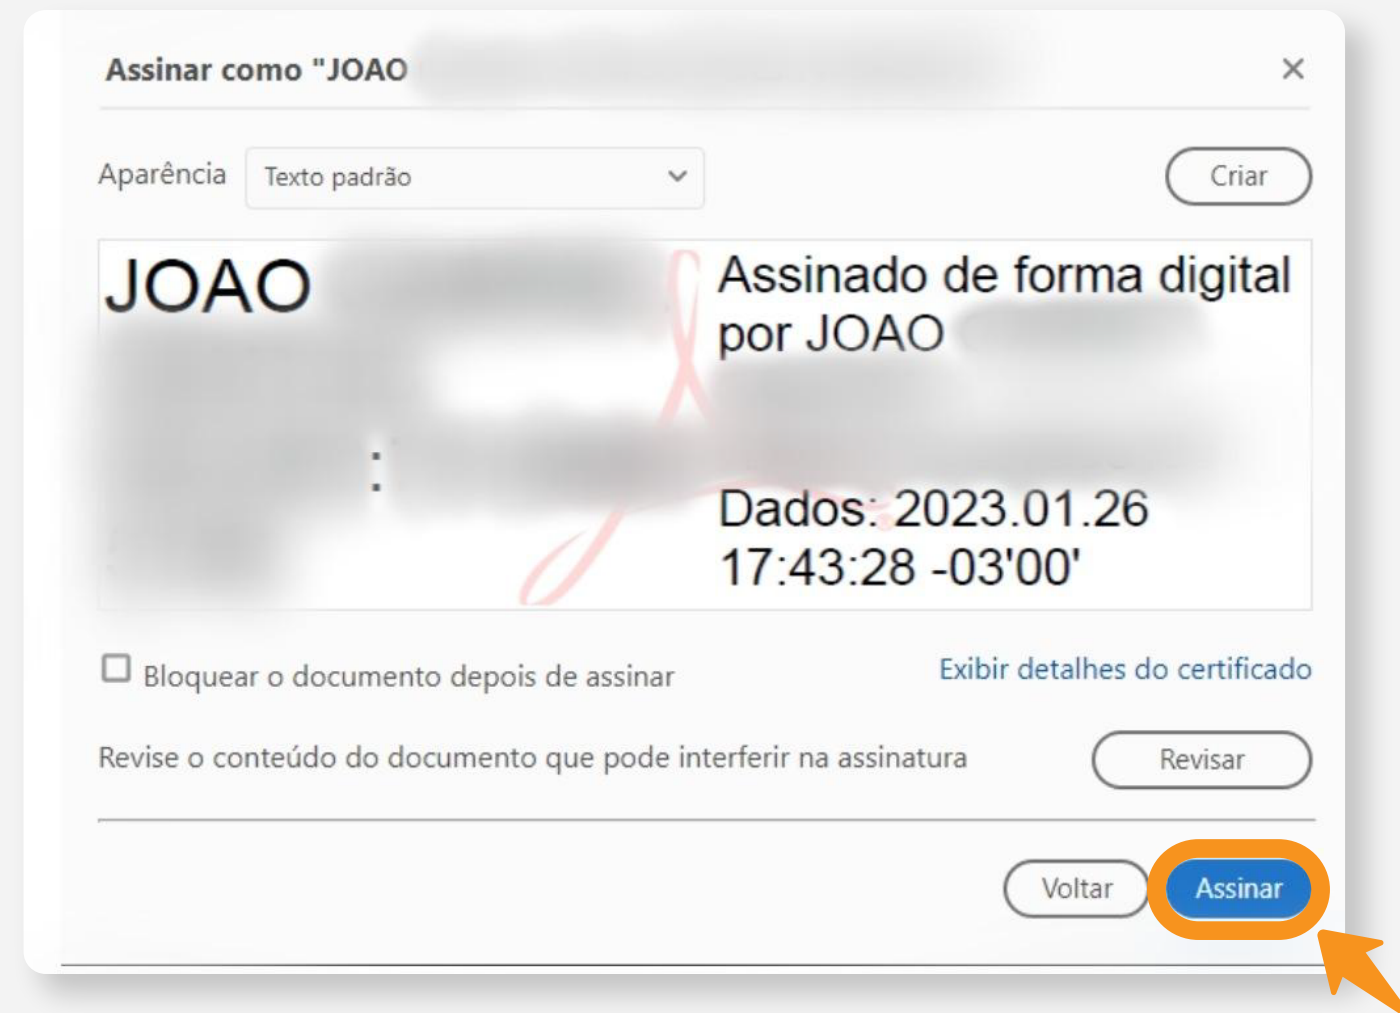 Assinar como "JOAO
Aparência
Texto padrão
Criar
JOAO
:
Assinado de forma digital
por JOAO
Dados: 2023.01.26
17:43:28 -03'00'
Bloquear o documento depois de assinar
Exibir detalhes do certificado
Revise o conteúdo do documento que pode interferir na assinatura
Revisar
Voltar
Assinar